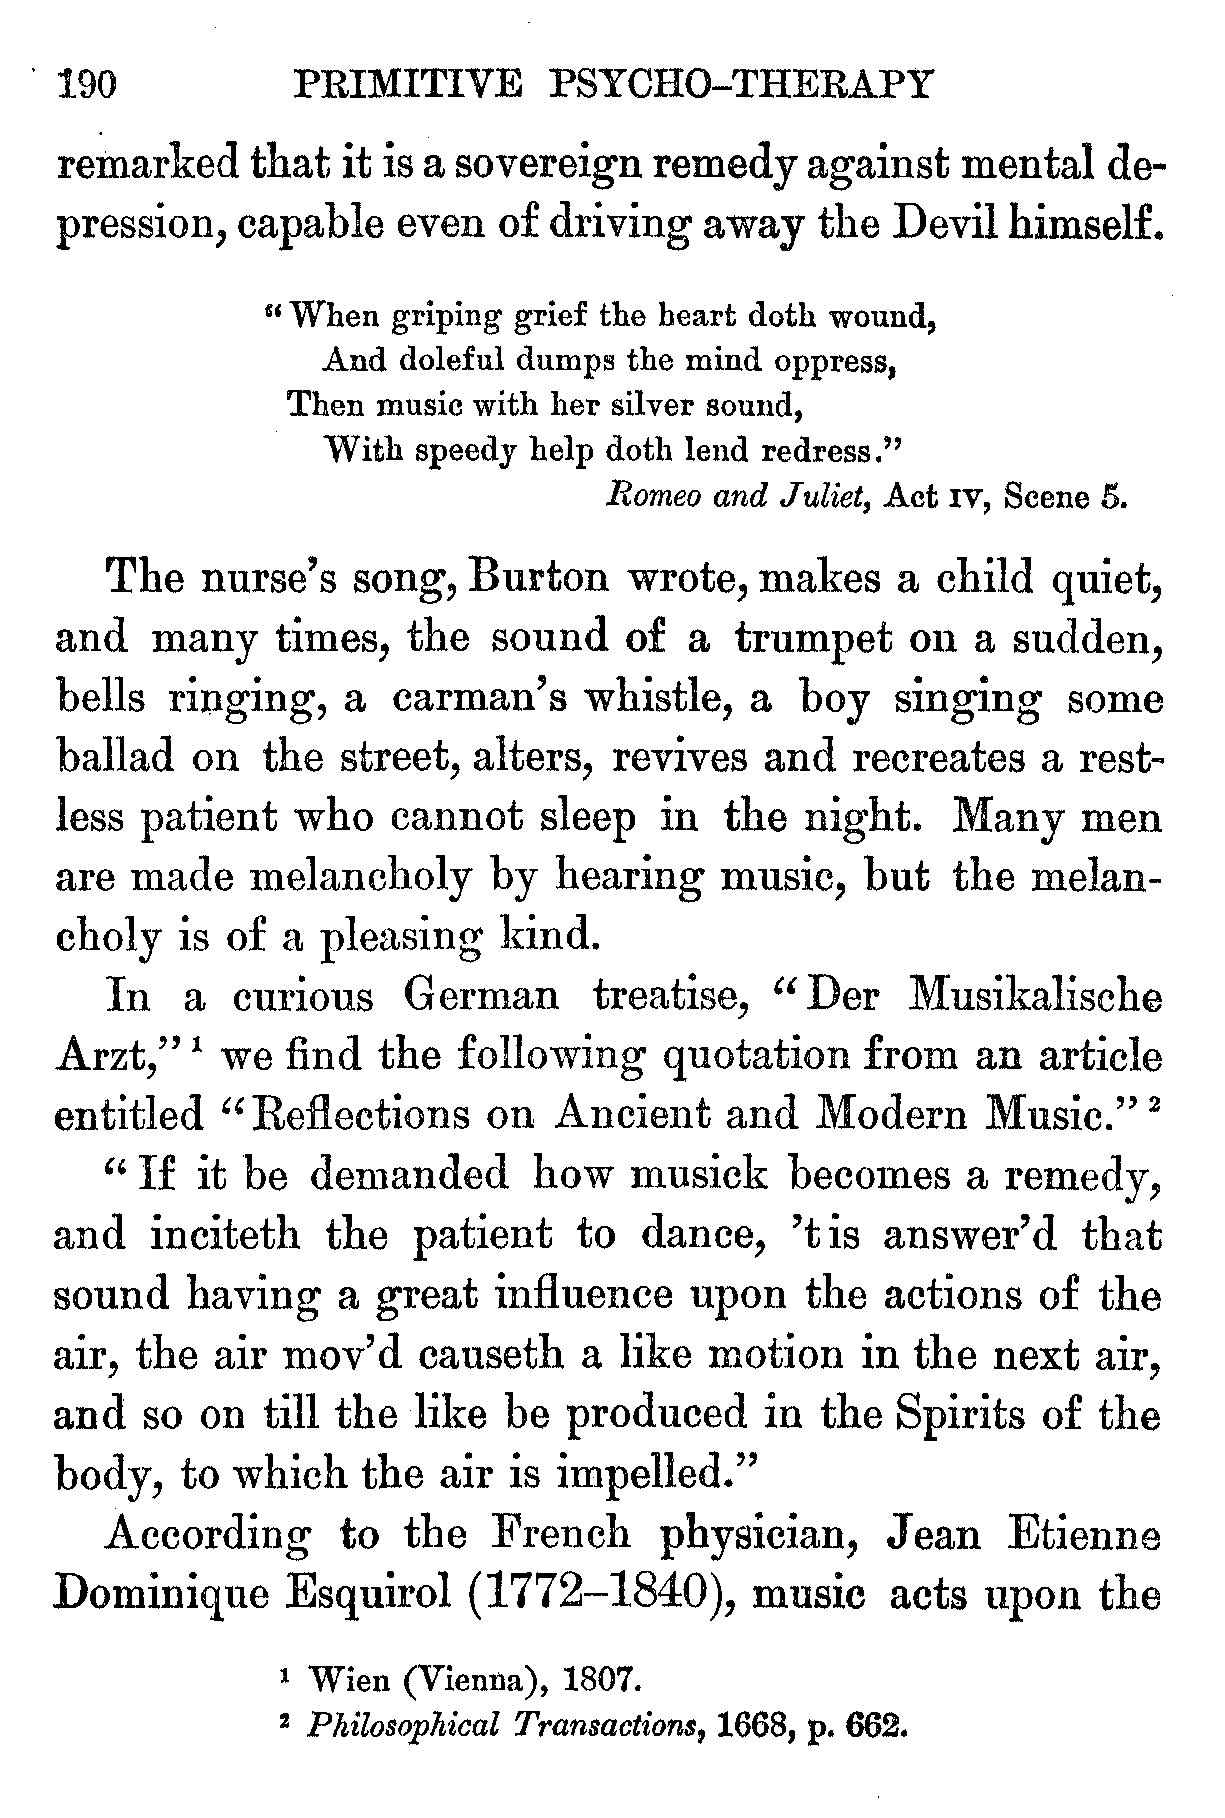 190 PRIMITIVE PSYCHO-THERAPY
remarked that it is a sovereign remedy against mental de-
pression, capable even of driving away the Devil himself.
“When griping grief the heart doth wound,
And doleful dumps the mind oppress,
Then music with her silver sound,
With speedy help doth lend redress.”
Romeo and Juliet, Act IV, Scene 5.
The nurse’s song, Burton wrote, makes a child quiet,
and many times, the sound of a trumpet on a sudden,
bells ringing, a carman’s whistle, a boy singing some
ballad on the street, alters, revives and recreates a rest-
less patient who cannot sleep in the night. Many men
are made melancholy by hearing music, but the melan-
choly is of a pleasing kind.
In a curious German treatise, “Der Musikalische
Arzt,”¹ we find the following quotation from an article
entitled “Reflections on Ancient and Modern Music.”²
“If it be demanded how musick becomes a remedy,
and inciteth the patient to dance, ’tis answer’d that
sound having a great influence upon the actions of the
air, the air mov’d causeth a like motion in the next air,
and so on till the like be produced in the Spirits of the
body, to which the air is impelled.”
According to the French physician, Jean Etienne
Dominique Esquirol (1772–1840), music acts upon the
¹ Wien (Vienna), 1807.
² Philosophical Transactions, 1668, p. 662.